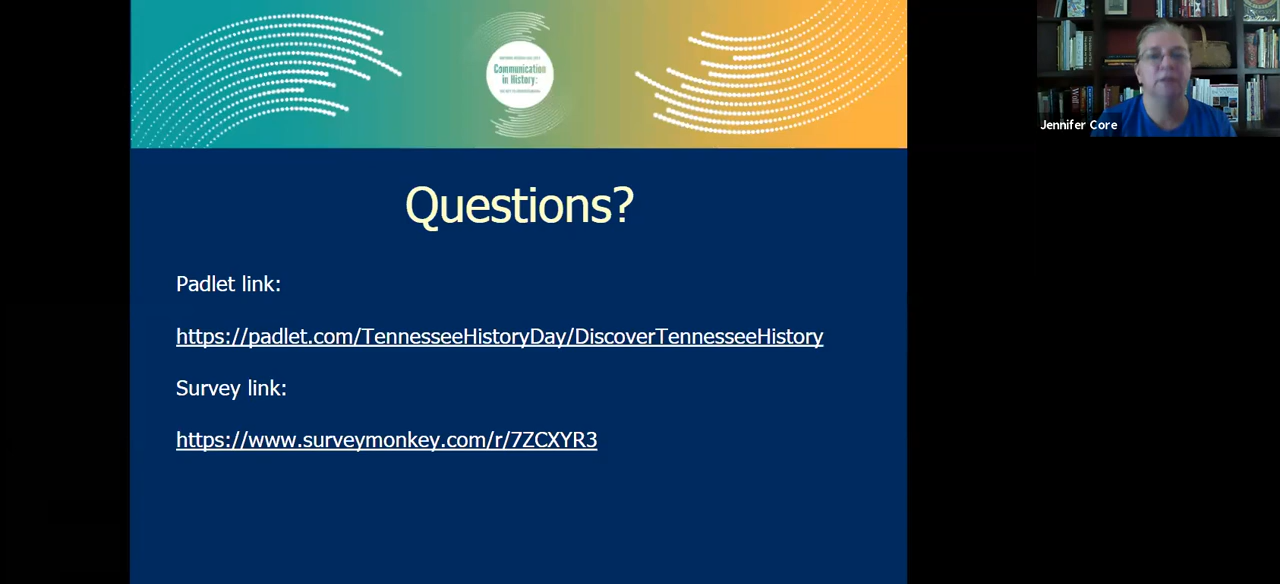 Communication
in History:
Questions?
Padlet link:
https://padlet.com/TennesseeHistoryDay/DiscoverTennesseeHistory
Survey link:
https://www.surveymonkey.com/r/7ZCXYR3
Jennifer Core